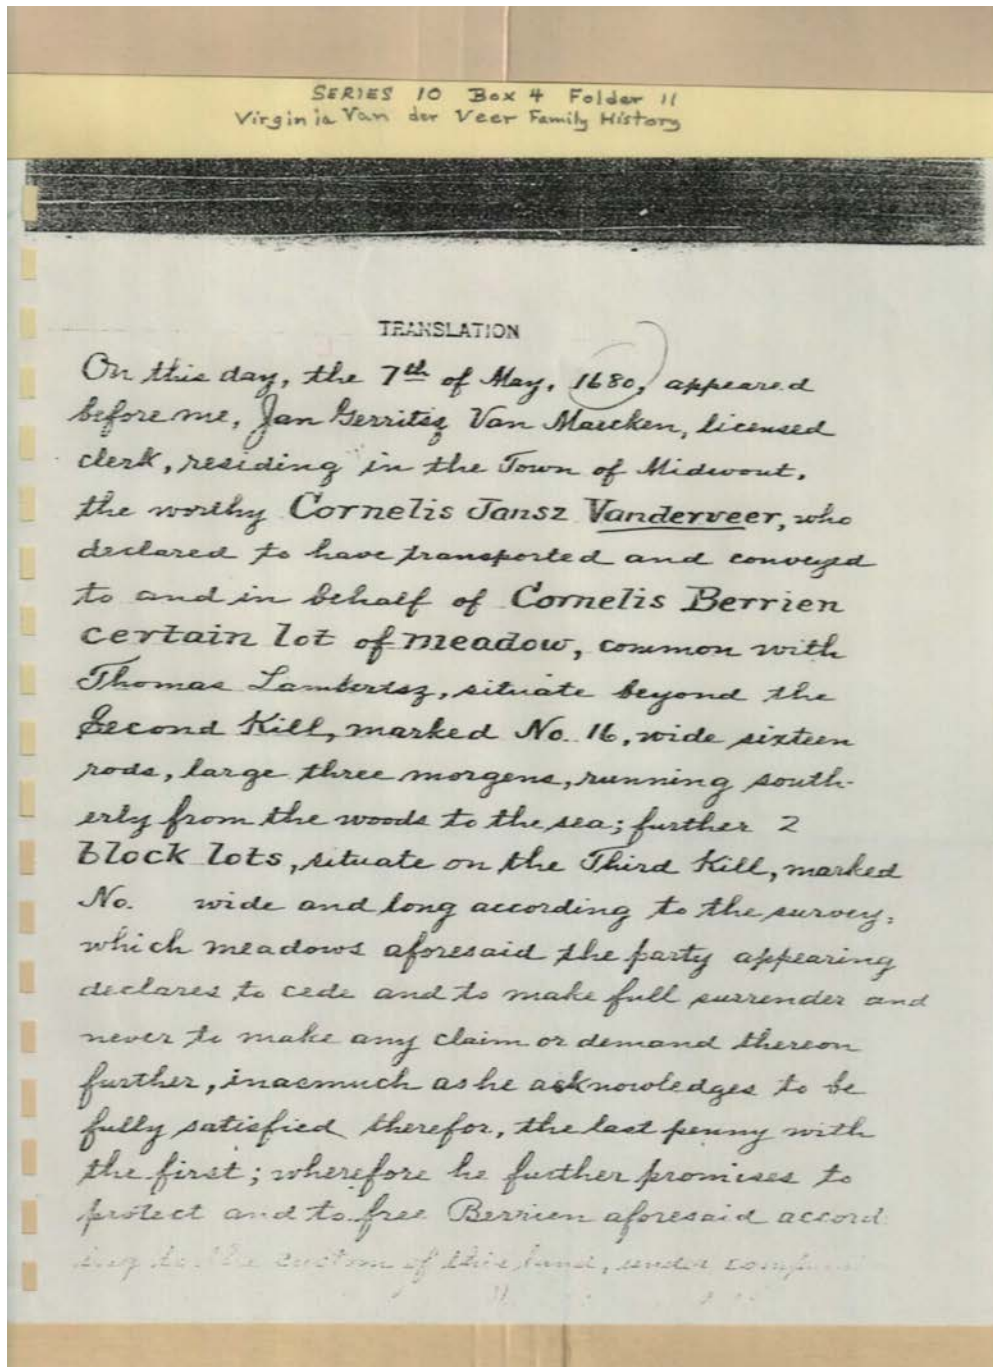 SERIES 10 Box 4 Folder 11
Virginia Van der Veer Family History
TRANSLATION
On this day, the 7th of May, 1680, appeared
before me, Jan Gerritsz Van Marcken, licensed
clerk, residing in the Town of Midwout,
the worthy Cornelis Jansz Vanderveer, who
declared to have transported and conveyed
to and in behalf of Cornelis Berrien
certain lot of meadow, common with
Thomas Lambertsz, situate beyond the
Second Kill, marked No. 16, wide sixteen
rods, large three morgens, running south-
erly from the woods to the sea; further 2
block lots, situate on the Third Kill, marked
No. wide and long according to the survey;
which meadows aforesaid the party appearing
declares to cede and to make full surrender and
never to make any claim or demand thereon
further, inasmuch as he acknowledges to be
fully satisfied therefor, the last penny with
the first; wherefore he further promises to
protect and to free Berrien aforesaid accord
ing to the custom of this land, under